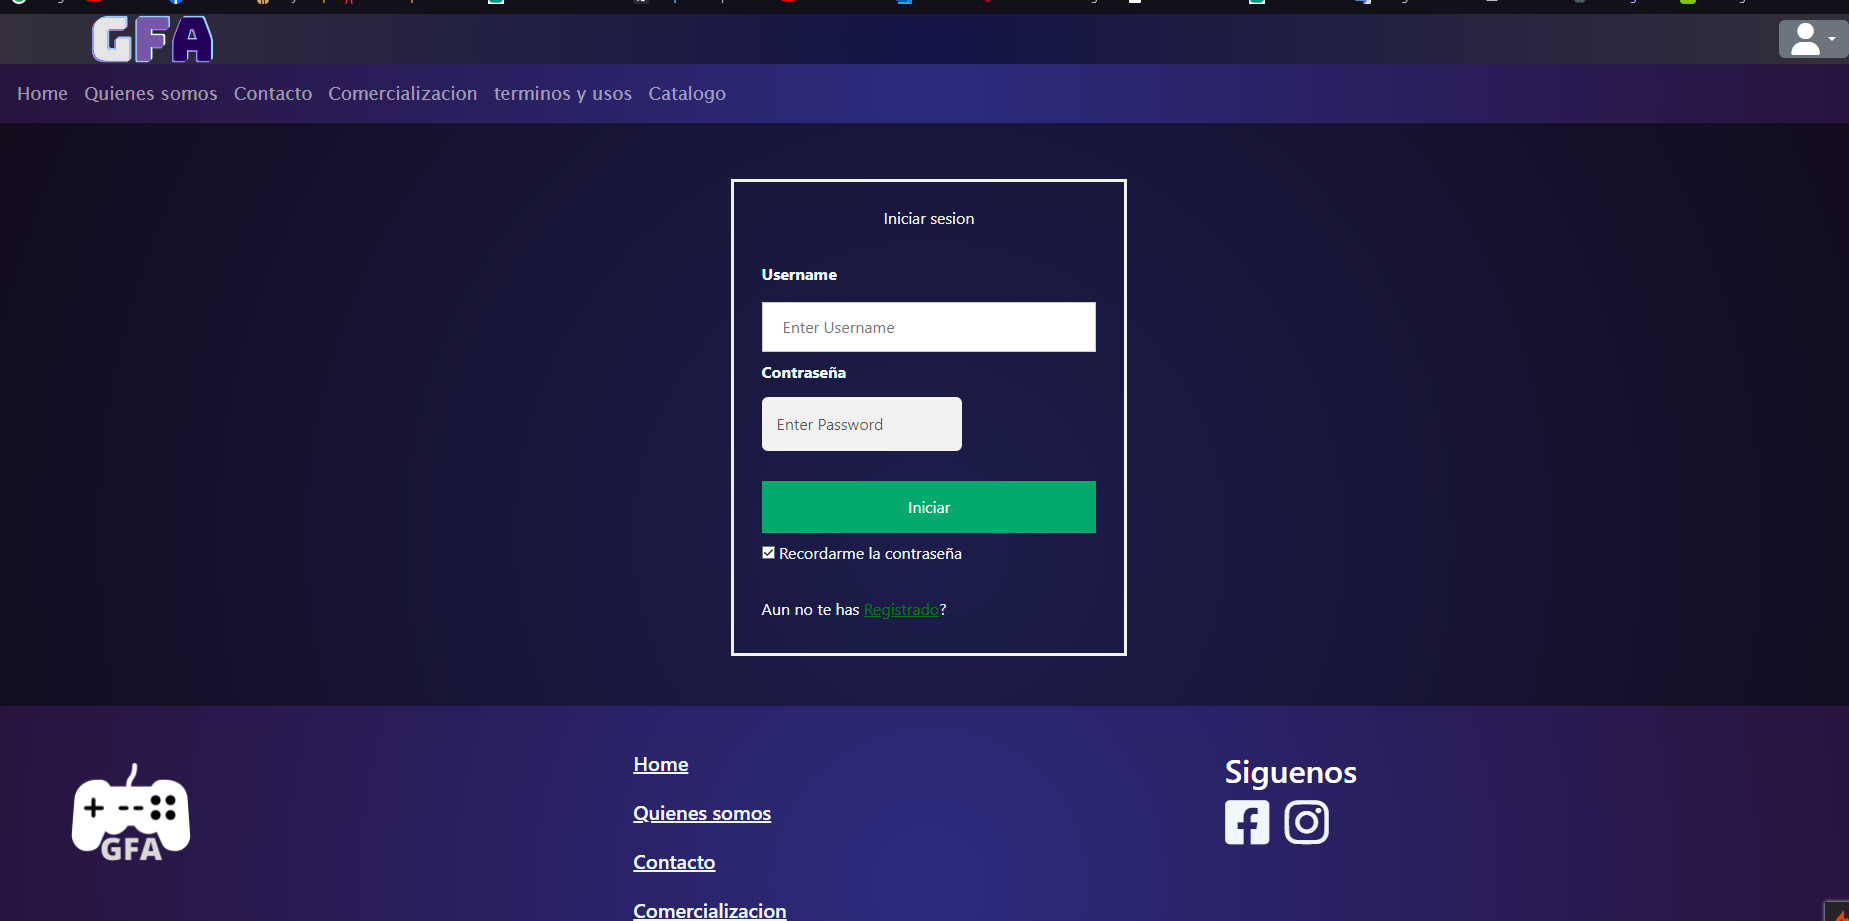 GFA
Home Quienes somos Contacto Comercializacion terminos y usos Catalogo
Iniciar sesion
Username
Enter Username
Contraseña
Enter Password
Iniciar
Recordarme la contraseña
Aun no te has Registrado?
GFA
Home
Quienes somos
Contacto
Comercializacion
Siguenos